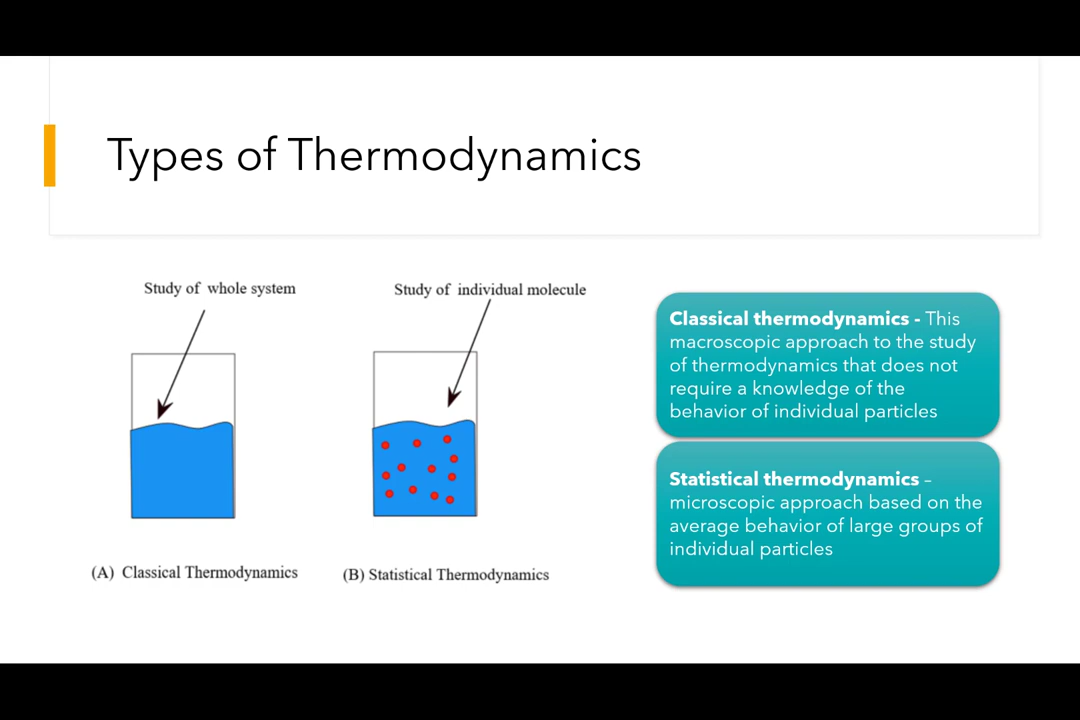 Types of Thermodynamics
Study of whole system
Study of individual molecule
(A) Classical Thermodynamics
(B) Statistical Thermodynamics
Classical thermodynamics - This
macroscopic approach to the study
of thermodynamics that does not
require a knowledge of the
behavior of individual particles
Statistical thermodynamics –
microscopic approach based on the
average behavior of large groups of
individual particles